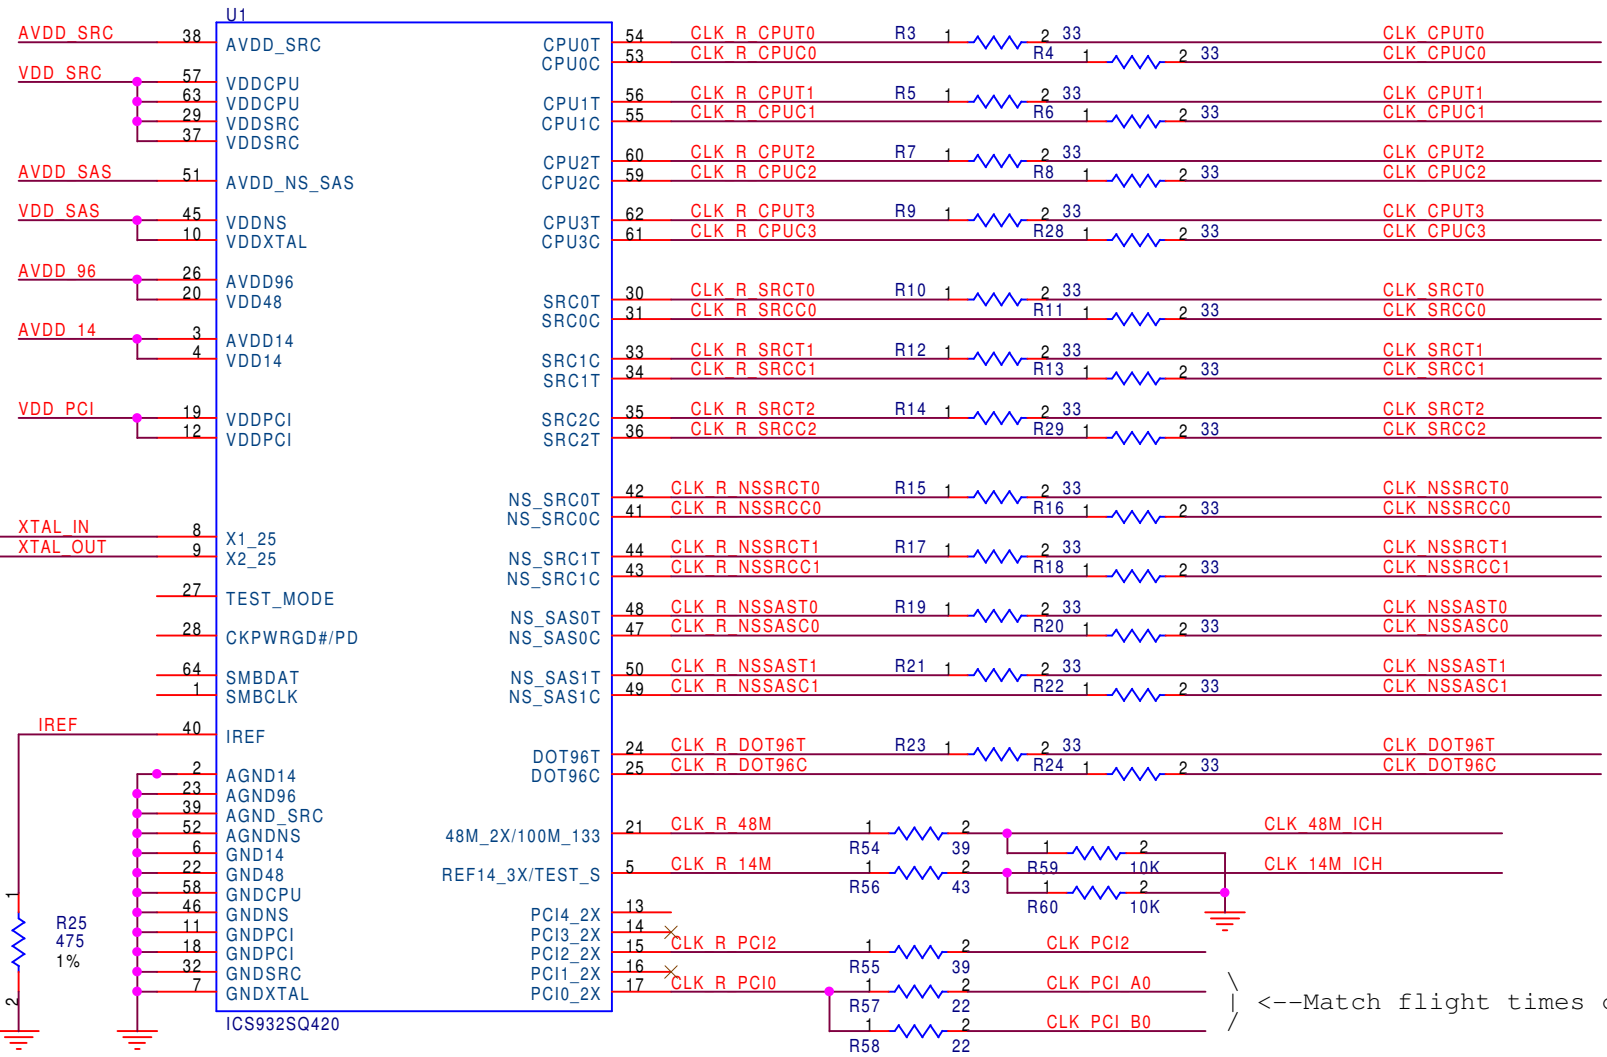 U1
AVDD_SRC 38 AVDD_SRC CPU0T 54 CLK_R_CPUT0 R3 1 2 33 CLK_CPUT0
CPU0C 53 CLK_R_CPUC0 R4 1 2 33 CLK_CPUC0
VDD_SRC 57 VDDCPU
63 VDDCPU CPU1T 56 CLK_R_CPUT1 R5 1 2 33 CLK_CPUT1
29 VDDSRC CPU1C 55 CLK_R_CPUC1 R6 1 2 33 CLK_CPUC1
37 VDDSRC
CPU2T 60 CLK_R_CPUT2 R7 1 2 33 CLK_CPUT2
AVDD_SAS 51 AVDD_NS_SAS CPU2C 59 CLK_R_CPUC2 R8 1 2 33 CLK_CPUC2
VDD_SAS 45 VDDNS CPU3T 62 CLK_R_CPUT3 R9 1 2 33 CLK_CPUT3
10 VDDXTAL CPU3C 61 CLK_R_CPUC3 R28 1 2 33 CLK_CPUC3
AVDD_96 26 AVDD96
20 VDD48 SRC0T 30 CLK_R_SRCT0 R10 1 2 33 CLK_SRCT0
SRC0C 31 CLK_R_SRCC0 R11 1 2 33 CLK_SRCC0
AVDD_14 3 AVDD14
4 VDD14 SRC1C 33 CLK_R_SRCT1 R12 1 2 33 CLK_SRCT1
SRC1T 34 CLK_R_SRCC1 R13 1 2 33 CLK_SRCC1
VDD_PCI 19 VDDPCI SRC2C 35 CLK_R_SRCT2 R14 1 2 33 CLK_SRCT2
12 VDDPCI SRC2T 36 CLK_R_SRCC2 R29 1 2 33 CLK_SRCC2
NS_SRC0T 42 CLK_R_NSSRCT0 R15 1 2 33 CLK_NSSRCT0
NS_SRC0C 41 CLK_R_NSSRCC0 R16 1 2 33 CLK_NSSRCC0
XTAL_IN 8 X1_25
XTAL_OUT 9 X2_25 NS_SRC1T 44 CLK_R_NSSRCT1 R17 1 2 33 CLK_NSSRCT1
NS_SRC1C 43 CLK_R_NSSRCC1 R18 1 2 33 CLK_NSSRCC1
27 TEST_MODE
NS_SAS0T 48 CLK_R_NSSAST0 R19 1 2 33 CLK_NSSAST0
28 CKPWRGD#/PD NS_SAS0C 47 CLK_R_NSSASC0 R20 1 2 33 CLK_NSSASC0
64 SMBDAT NS_SAS1T 50 CLK_R_NSSAST1 R21 1 2 33 CLK_NSSAST1
1 SMBCLK NS_SAS1C 49 CLK_R_NSSASC1 R22 1 2 33 CLK_NSSASC1
IREF 40 IREF
DOT96T 24 CLK_R_DOT96T R23 1 2 33 CLK_DOT96T
2 AGND14 DOT96C 25 CLK_R_DOT96C R24 1 2 33 CLK_DOT96C
23 AGND96
39 AGND_SRC
52 AGNDNS 48M_2X/100M_133 21 CLK_R_48M 1 2 CLK_48M_ICH
R54 39
6 GND14 1 2
R59 10K
22 GND48 REF14_3X/TEST_S 5 CLK_R_14M 1 2 CLK_14M_ICH
R56 43
58 GNDCPU 1 2
R60 10K
46 GNDNS PCI4_2X 13
1
R25
11 GNDPCI PCI3_2X 14
475
18 GNDPCI PCI2_2X 15 CLK_R_PCI2 1 2 CLK_PCI2
1%
R55 39
32 GNDSRC PCI1_2X 16
7 GNDXTAL PCI0_2X 17 CLK_R_PCI0 1 2 CLK_PCI_A0
2
R57 22
\
| <--Match flight times
/
ICS932SQ420 1 2 CLK_PCI_B0
R58 22